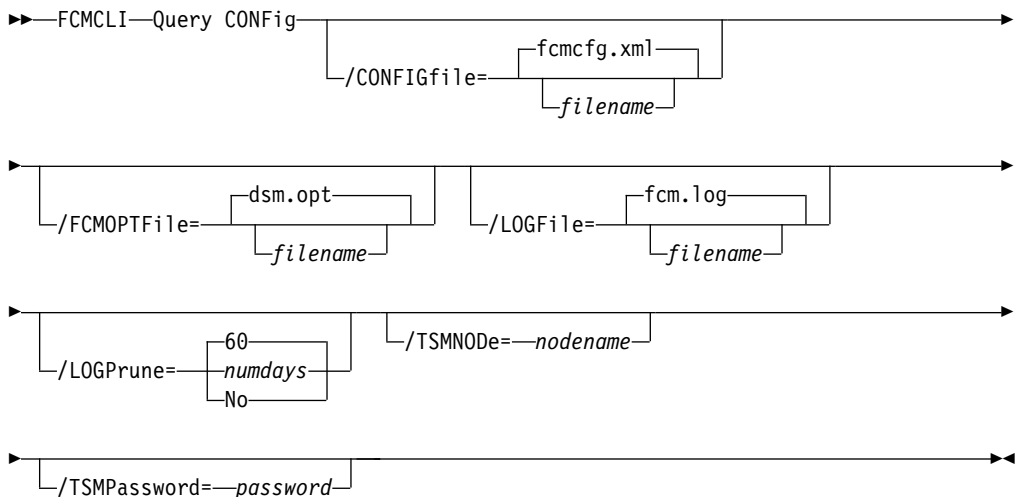 FCMCLI Query CONFig
fcmcfg.xml
/CONFIGfile=
filename
dsm.opt
/FCMOPTFile=
filename
fcm.log
/LOGFile=
filename
60
/LOGPrune=
numdays
No
/TSMNODe= nodename
/TSMPassword= password